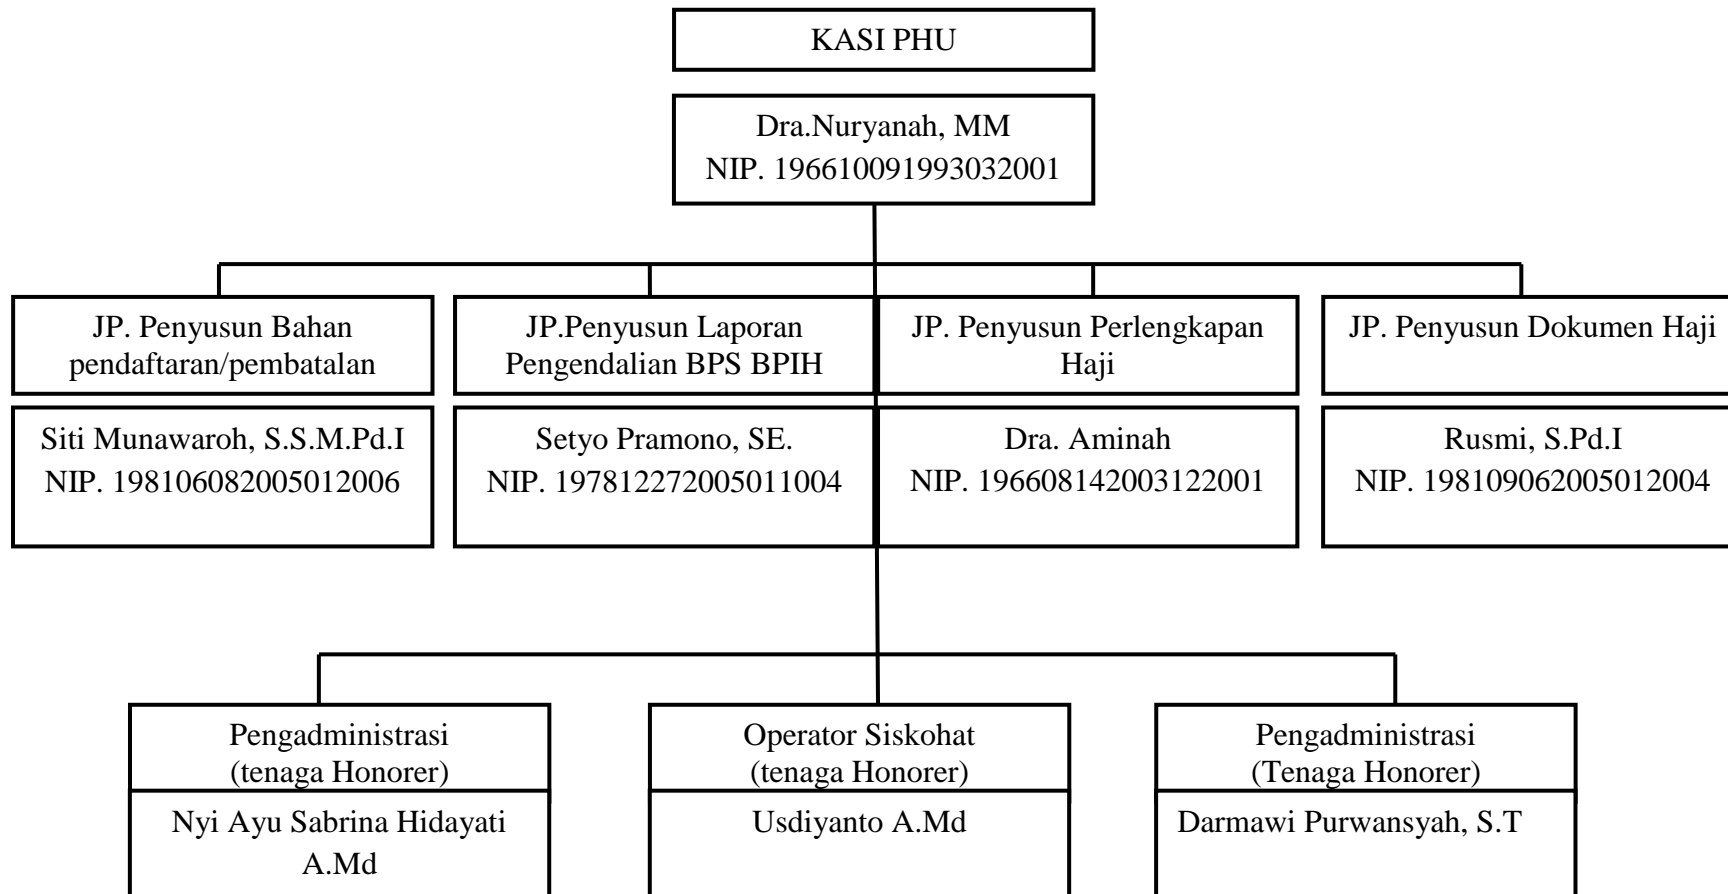 KASI PHU
Dra.Nuryanah, MM
NIP. 196610091993032001
JP. Penyusun Bahan
pendaftaran/pembatalan
Siti Munawaroh, S.S.M.Pd.I
NIP. 198106082005012006
JP.Penyusun Laporan
Pengendalian BPS BPIH
Setyo Pramono, SE.
NIP. 197812272005011004
JP. Penyusun Perlengkapan
Haji
Dra. Aminah
NIP. 196608142003122001
JP. Penyusun Dokumen Haji
Rusmi, S.Pd.I
NIP. 198109062005012004
Pengadministrasi
(tenaga Honorer)
Nyi Ayu Sabrina Hidayati
A.Md
Operator Siskohat
(tenaga Honorer)
Usdiyanto A.Md
Pengadministrasi
(Tenaga Honorer)
Darmawi Purwansyah, S.T